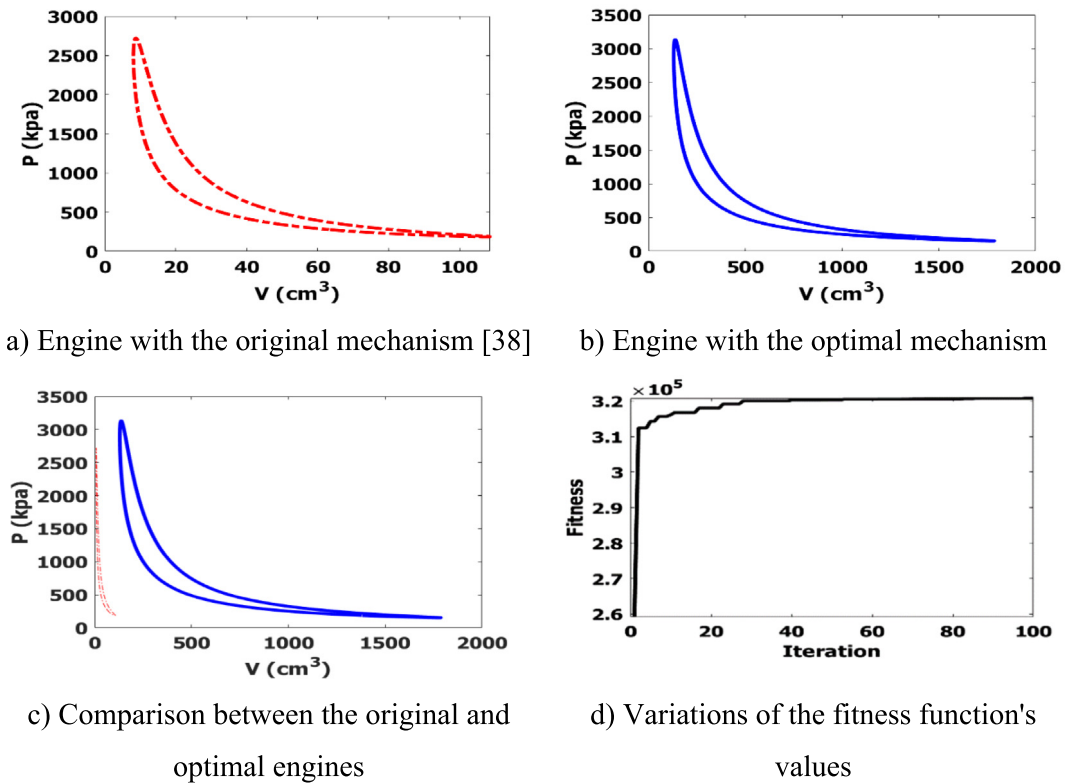 3000
2500
2000
1500
1000
500
0
P (kpa)
0 20 40 60 80 100
V (cm³)
a) Engine with the original mechanism [38]
3500
3000
2500
2000
1500
1000
500
0
P (kpa)
0 500 1000 1500 2000
V (cm³)
b) Engine with the optimal mechanism
3500
3000
2500
2000
1500
1000
500
0
P (kpa)
0 500 1000 1500 2000
V (cm³)
c) Comparison between the original and
optimal engines
× 10⁵
3.2
3.1
3
2.9
2.8
2.7
2.6
Fitness
0 20 40 60 80 100
Iteration
d) Variations of the fitness function's
values